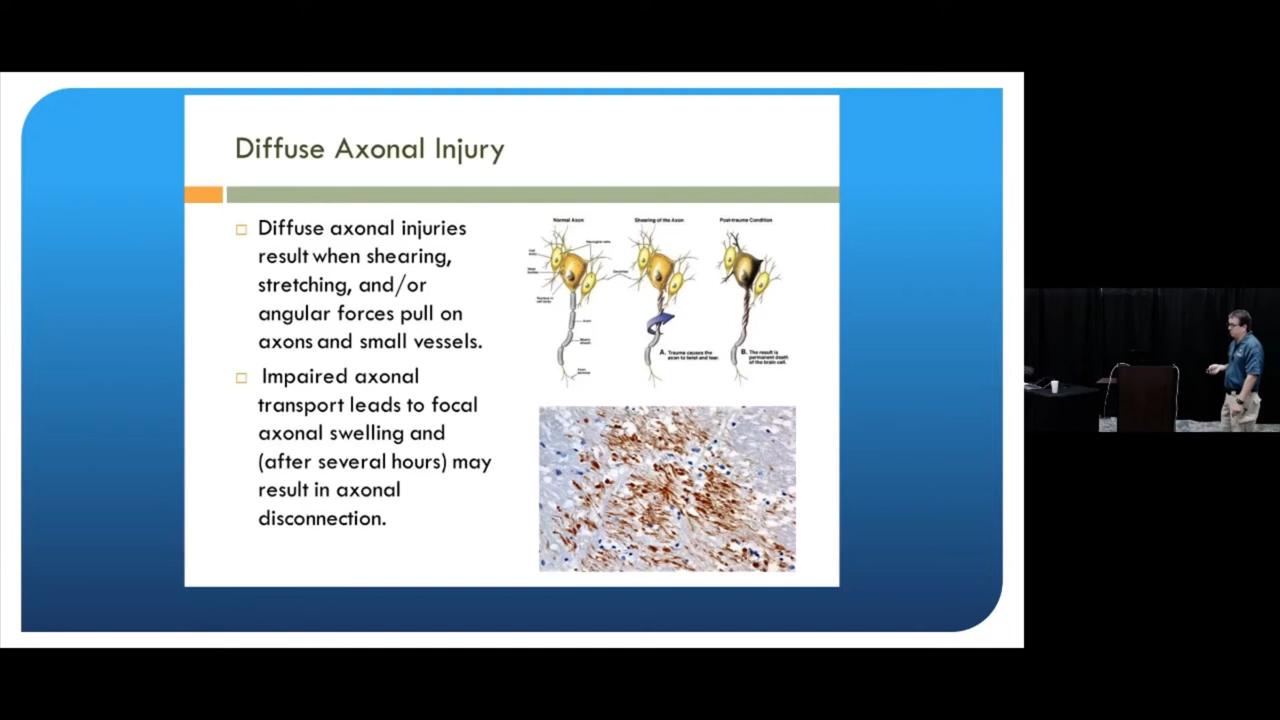 Diffuse Axonal Injury
Diffuse axonal injuries
result when shearing,
stretching, and/or
angular forces pull on
axons and small vessels.
Impaired axonal
transport leads to focal
axonal swelling and
(after several hours) may
result in axonal
disconnection.
Normal Axon
Shearing of the Axon
Post-trauma Condition
Dendrites
Axon
A. Trauma causes the
axon to twist and tear.
B. The result is
permanent death
of the brain cell.